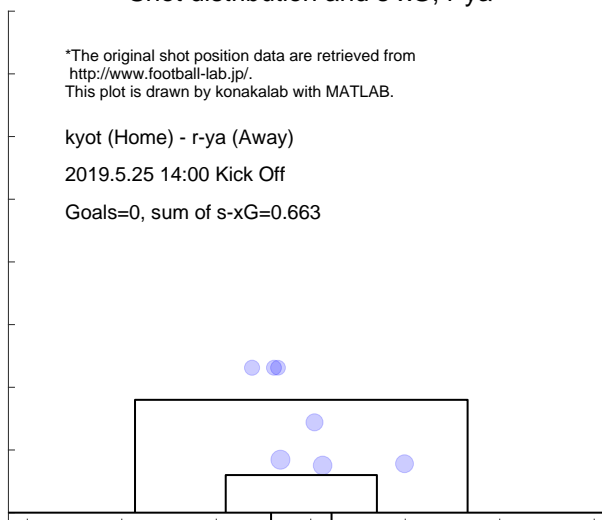 *The original shot position data are retrieved from
http://www.football-lab.jp/.
This plot is drawn by konakalab with MATLAB.
kyot (Home) - r-ya (Away)
2019.5.25 14:00 Kick Off
Goals=0, sum of s-xG=0.663